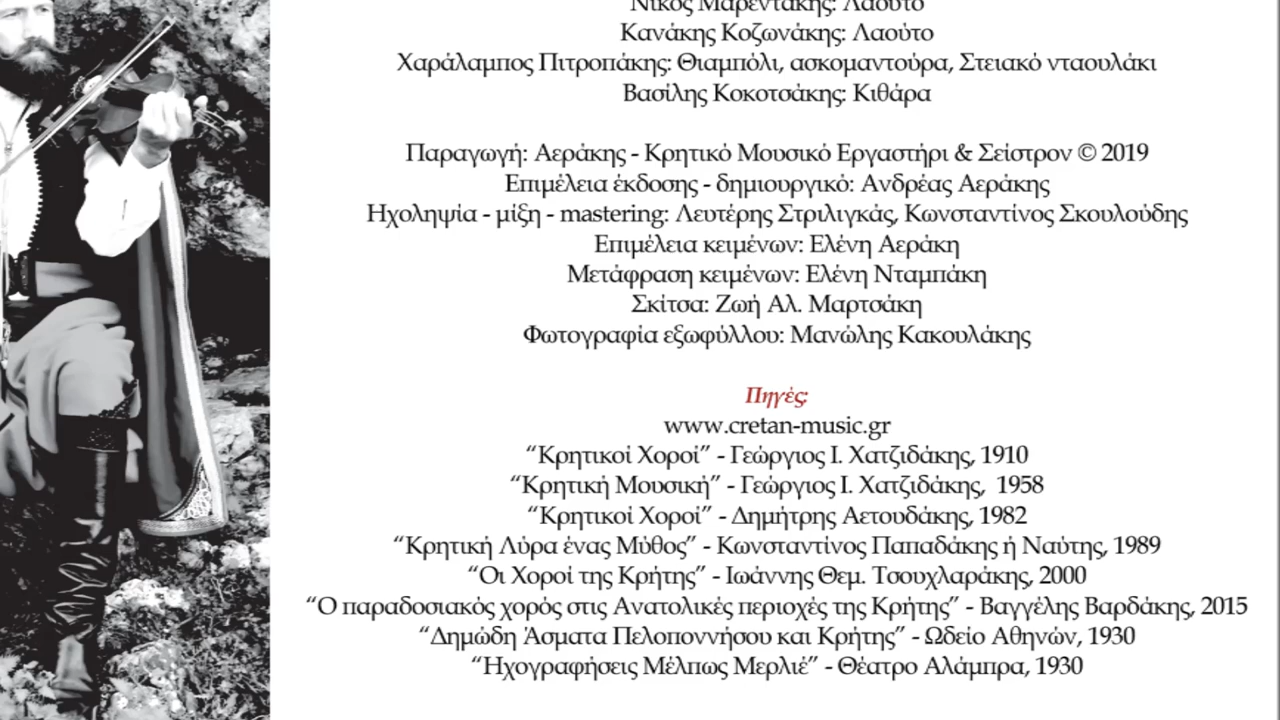 Νίκος Μαρεντάκης: Λαούτο
Κανάκης Κοζωνάκης: Λαούτο
Χαράλαμπος Πιτροπάκης: Θιαμπόλι, ασκομαντούρα, Στειακό νταουλάκι
Βασίλης Κοκοτσάκης: Κιθάρα
Παραγωγή: Αεράκης - Κρητικό Μουσικό Εργαστήρι & Σείστρον © 2019
Επιμέλεια έκδοσης - δημιουργικό: Ανδρέας Αεράκης
Ηχοληψία - μίξη - mastering: Λευτέρης Στριλιγκάς, Κωνσταντίνος Σκουλούδης
Επιμέλεια κειμένων: Ελένη Αεράκη
Μετάφραση κειμένων: Ελένη Νταμπάκη
Σκίτσα: Ζωή Αλ. Μαρτσάκη
Φωτογραφία εξωφύλλου: Μανώλης Κακουλάκης
Πηγές:
www.cretan-music.gr
“Κρητικοί Χοροί” - Γεώργιος Ι. Χατζιδάκης, 1910
“Κρητική Μουσική” - Γεώργιος Ι. Χατζιδάκης, 1958
“Κρητικοί Χοροί” - Δημήτρης Αετουδάκης, 1982
“Κρητική Λύρα ένας Μύθος” - Κωνσταντίνος Παπαδάκης ή Ναύτης, 1989
“Οι Χοροί της Κρήτης” - Ιωάννης Θεμ. Τσουχλαράκης, 2000
“Ο παραδοσιακός χορός στις Ανατολικές περιοχές της Κρήτης” - Βαγγέλης Βαρδάκης, 2015
“Δημώδη Άσματα Πελοποννήσου και Κρήτης” - Ωδείο Αθηνών, 1930
“Ηχογραφήσεις Μέλπως Μερλιέ” - Θέατρο Αλάμπρα, 1930